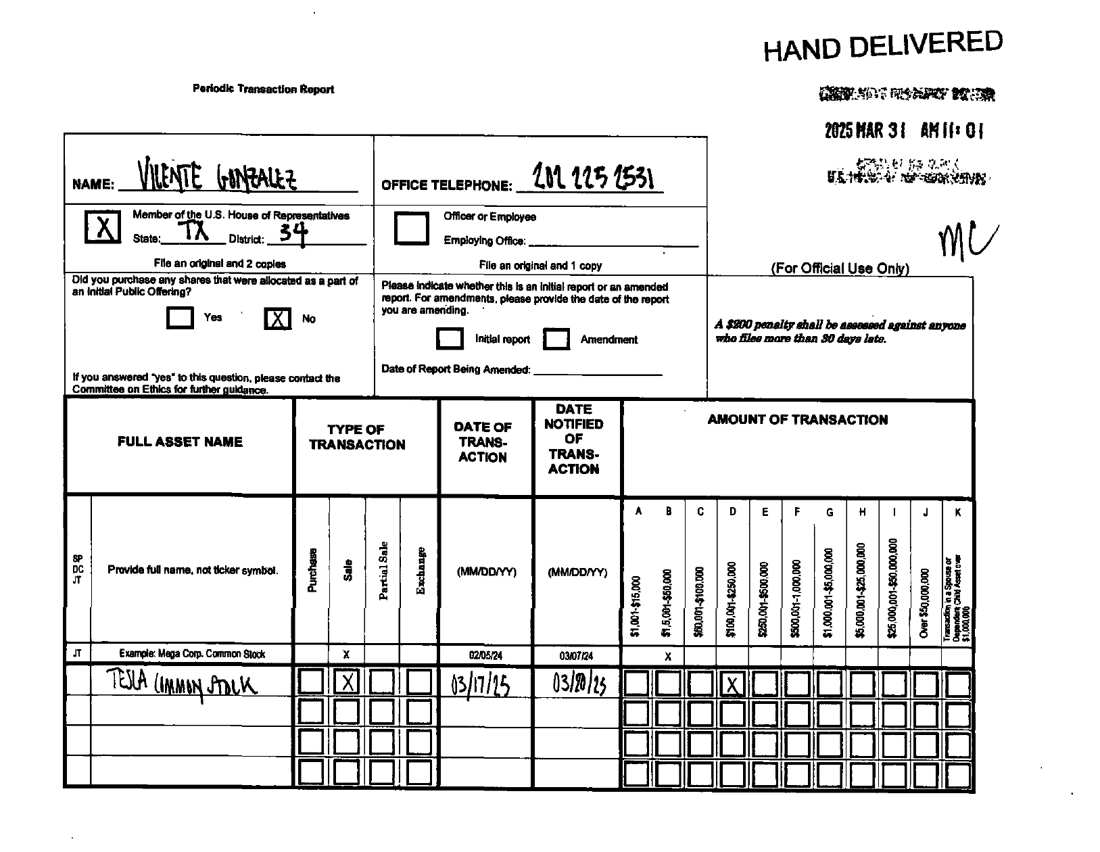 HAND DELIVERED
Periodic Transaction Report
2025 MAR 31 AM 11: 01
NAME: VICENTE GONZALEZ
OFFICE TELEPHONE: 202 225 2531
MC
X Member of the U.S. House of Representatives
State: TX District: 34
File an original and 2 copies
Officer or Employee
Employing Office:
File an original and 1 copy
(For Official Use Only)
Did you purchase any shares that were allocated as a part of
an Initial Public Offering?
Yes X No
If you answered "yes" to this question, please contact the
Committee on Ethics for further guidance.
Please indicate whether this is an initial report or an amended
report. For amendments, please provide the date of the report
you are amending.
Initial report Amendment
Date of Report Being Amended:
A $200 penalty shall be assessed against anyone
who files more than 30 days late.
FULL ASSET NAME
TYPE OF
TRANSACTION
DATE OF
TRANS-
ACTION
DATE
NOTIFIED
OF
TRANS-
ACTION
AMOUNT OF TRANSACTION
SP
DC
JT
Provide full name, not ticker symbol.
Purchase
Sale
Partial Sale
Exchange
(MM/DD/YY)
(MM/DD/YY)
A B C D E F G H I J K
$1,001-$15,000
$1,5,001-$50,000
$50,001-$100,000
$100,001-$250,000
$250,001-$500,000
$500,001-1,000,000
$1,000,001-$5,000,000
$5,000,001-$25,000,000
$25,000,001-$50,000,000
Over $50,000,000
Transaction in a Spouse or
Dependent Child Asset over
$1,000,000)
JT Example: Mega Corp. Common Stock X 02/05/24 03/07/24 X
TESLA COMMON STOCK X 03/17/25 03/20/25 X